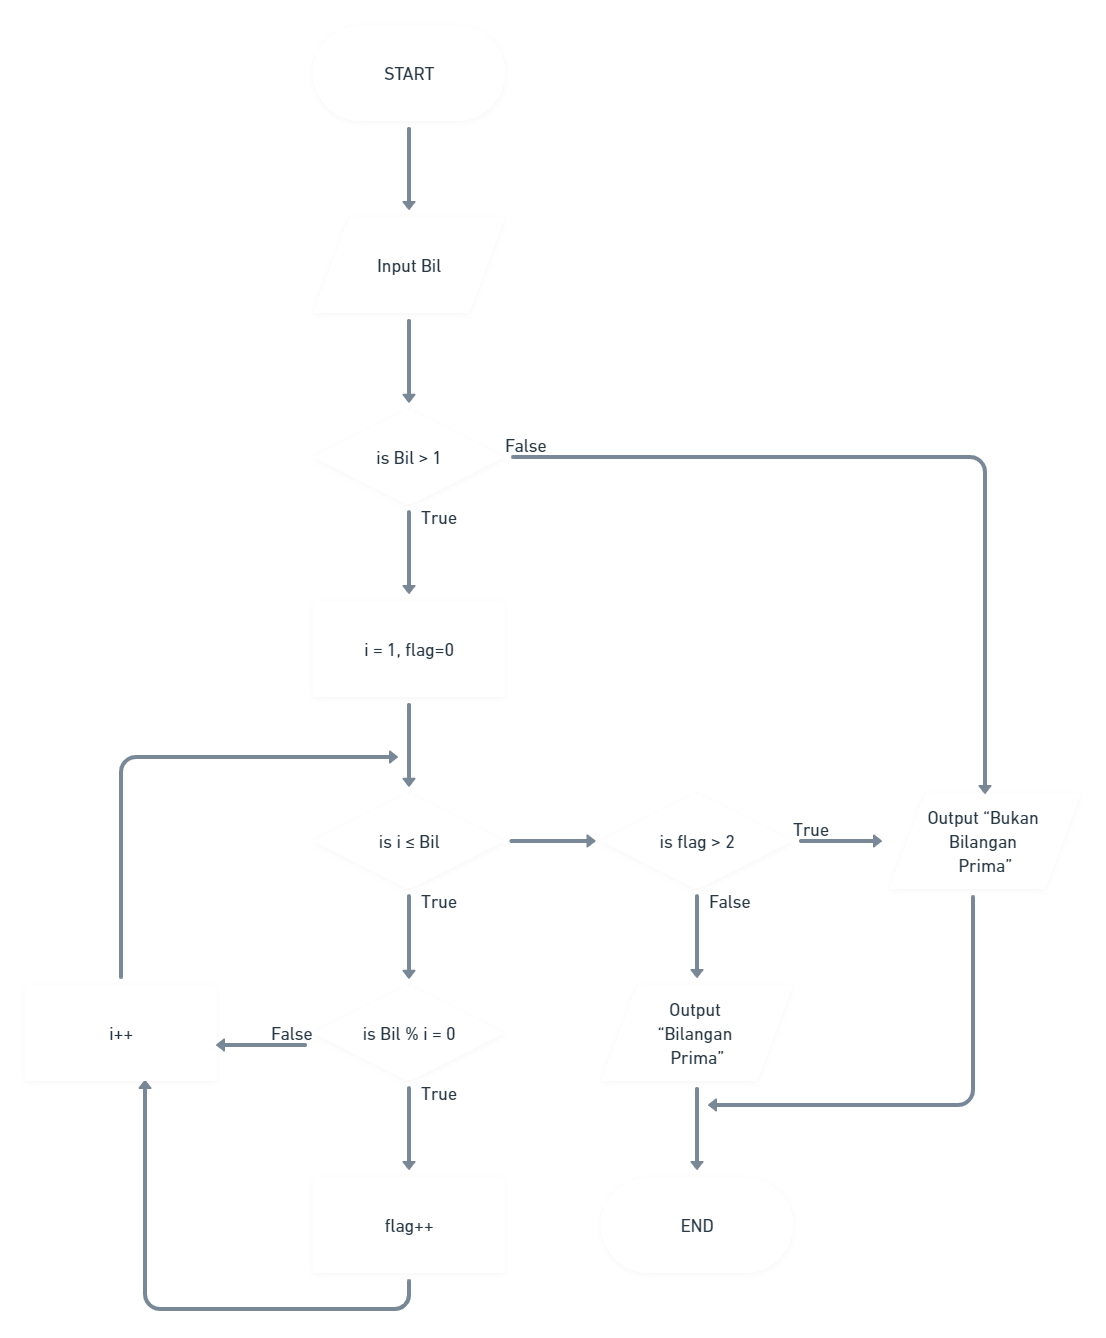 START
Input Bil
is Bil > 1
False
True
i = 1, flag=0
is i ≤ Bil
is flag > 2
True
Output “Bukan
Bilangan
Prima”
True
False
i++
False
is Bil % i = 0
Output
“Bilangan
Prima”
True
flag++
END